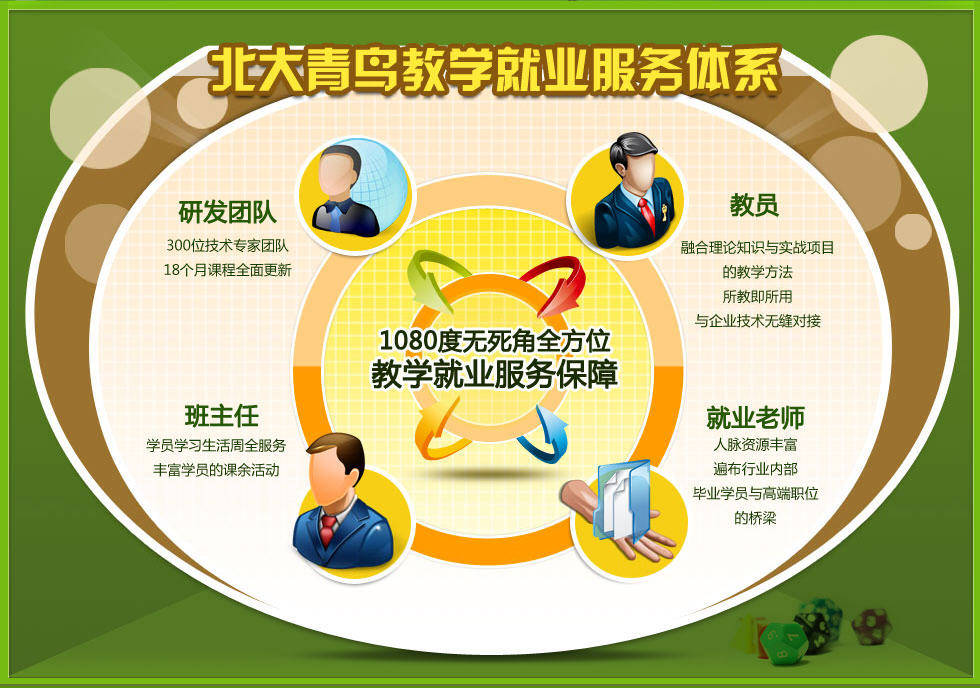 北大青鸟教学就业服务体系
研发团队
300位技术专家团队
18个月课程全面更新
教员
融合理论知识与实战项目
的教学方法
所教即所用
与企业技术无缝对接
1080度无死角全方位
教学就业服务保障
班主任
学员学习生活周全服务
丰富学员的课余活动
就业老师
人脉资源丰富
遍布行业内部
毕业学员与高端职位
的桥梁